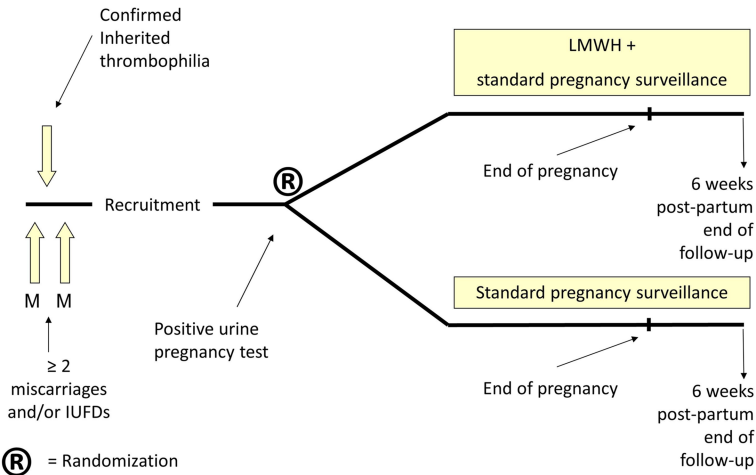 Confirmed
Inherited
thrombophilia
LMWH +
standard pregnancy surveillance
End of pregnancy
6 weeks
post-partum
end of
follow-up
Recruitment
®
M M
≥ 2
miscarriages
and/or IUFDs
Positive urine
pregnancy test
Standard pregnancy surveillance
End of pregnancy
6 weeks
post-partum
end of
follow-up
® = Randomization